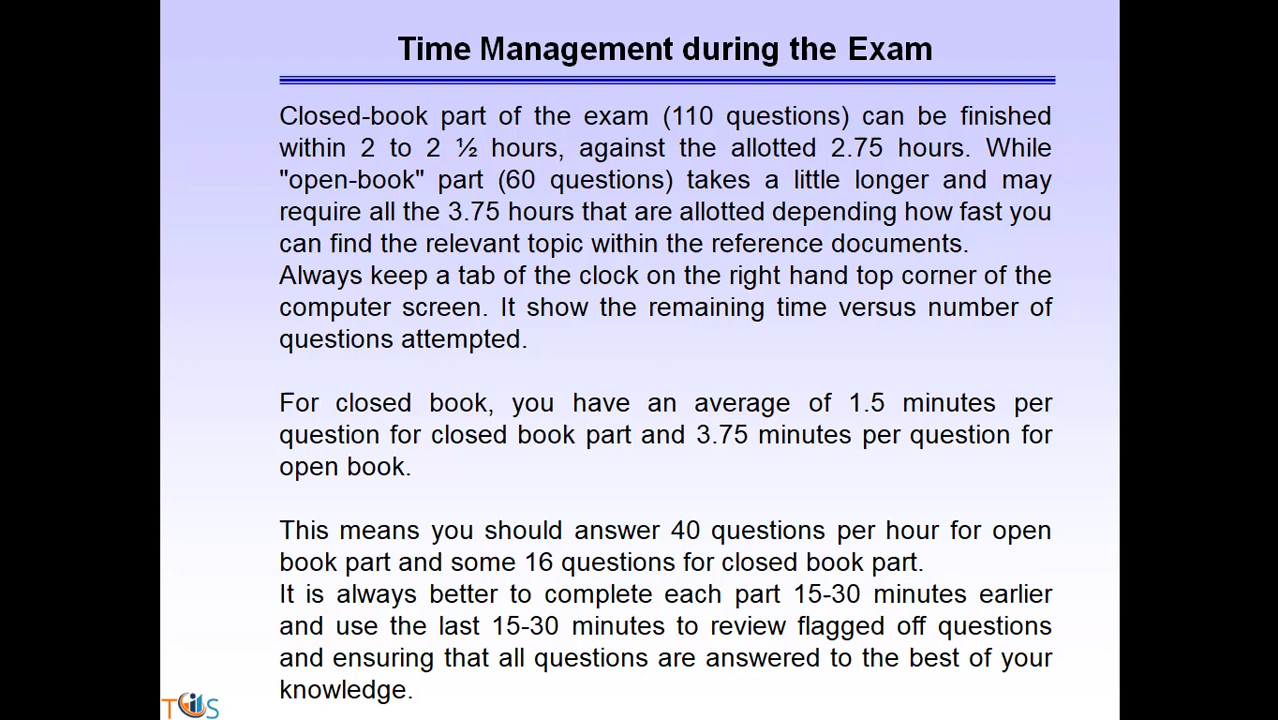 Time Management during the Exam
Closed-book part of the exam (110 questions) can be finished
within 2 to 2 ½ hours, against the allotted 2.75 hours. While
"open-book" part (60 questions) takes a little longer and may
require all the 3.75 hours that are allotted depending how fast you
can find the relevant topic within the reference documents.
Always keep a tab of the clock on the right hand top corner of the
computer screen. It show the remaining time versus number of
questions attempted.
For closed book, you have an average of 1.5 minutes per
question for closed book part and 3.75 minutes per question for
open book.
This means you should answer 40 questions per hour for open
book part and some 16 questions for closed book part.
It is always better to complete each part 15-30 minutes earlier
and use the last 15-30 minutes to review flagged off questions
and ensuring that all questions are answered to the best of your
knowledge.